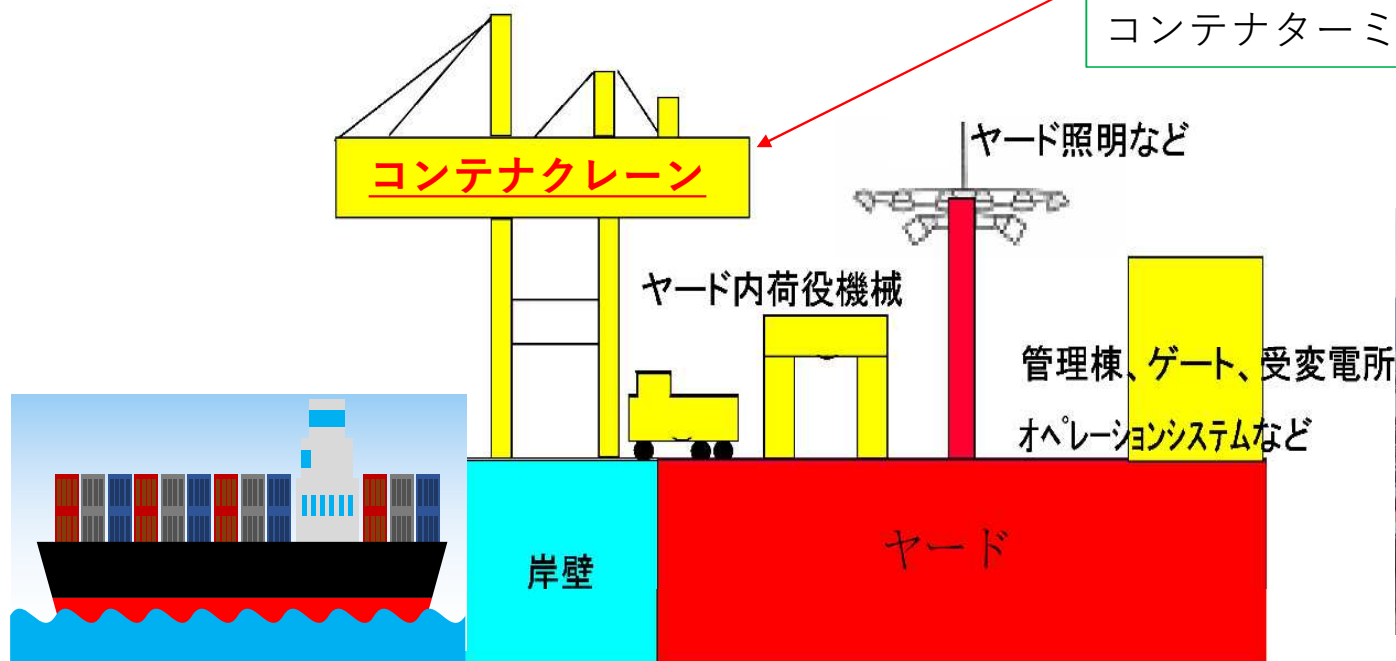 コンテナターミ
ヤード照明など
コンテナクレーン
ヤード内荷役機械
管理棟、ゲート、受変電所
オペレーションシステムなど
ヤード
岸壁